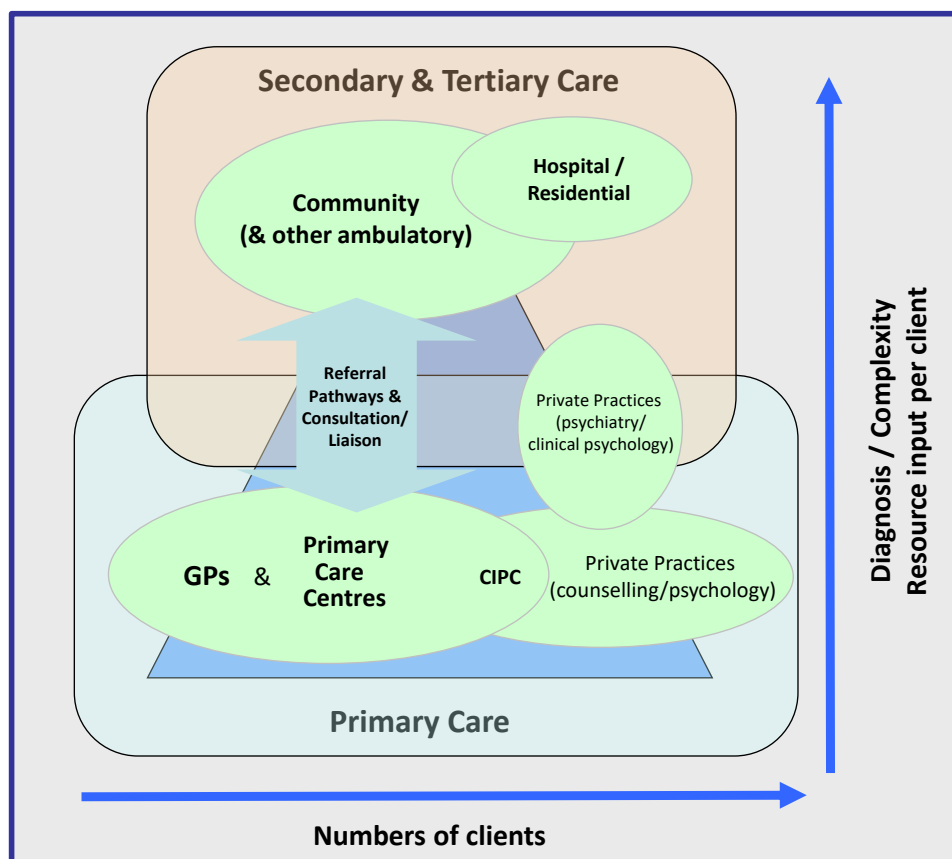 Secondary & Tertiary Care
Hospital /
Residential
Community
(& other ambulatory)
Referral
Pathways &
Consultation/
Liaison
Private Practices
(psychiatry/
clinical psychology)
GPs &
Primary
Care
Centres
CIPC
Private Practices
(counselling/psychology)
Primary Care
Numbers of clients
Diagnosis / Complexity
Resource input per client